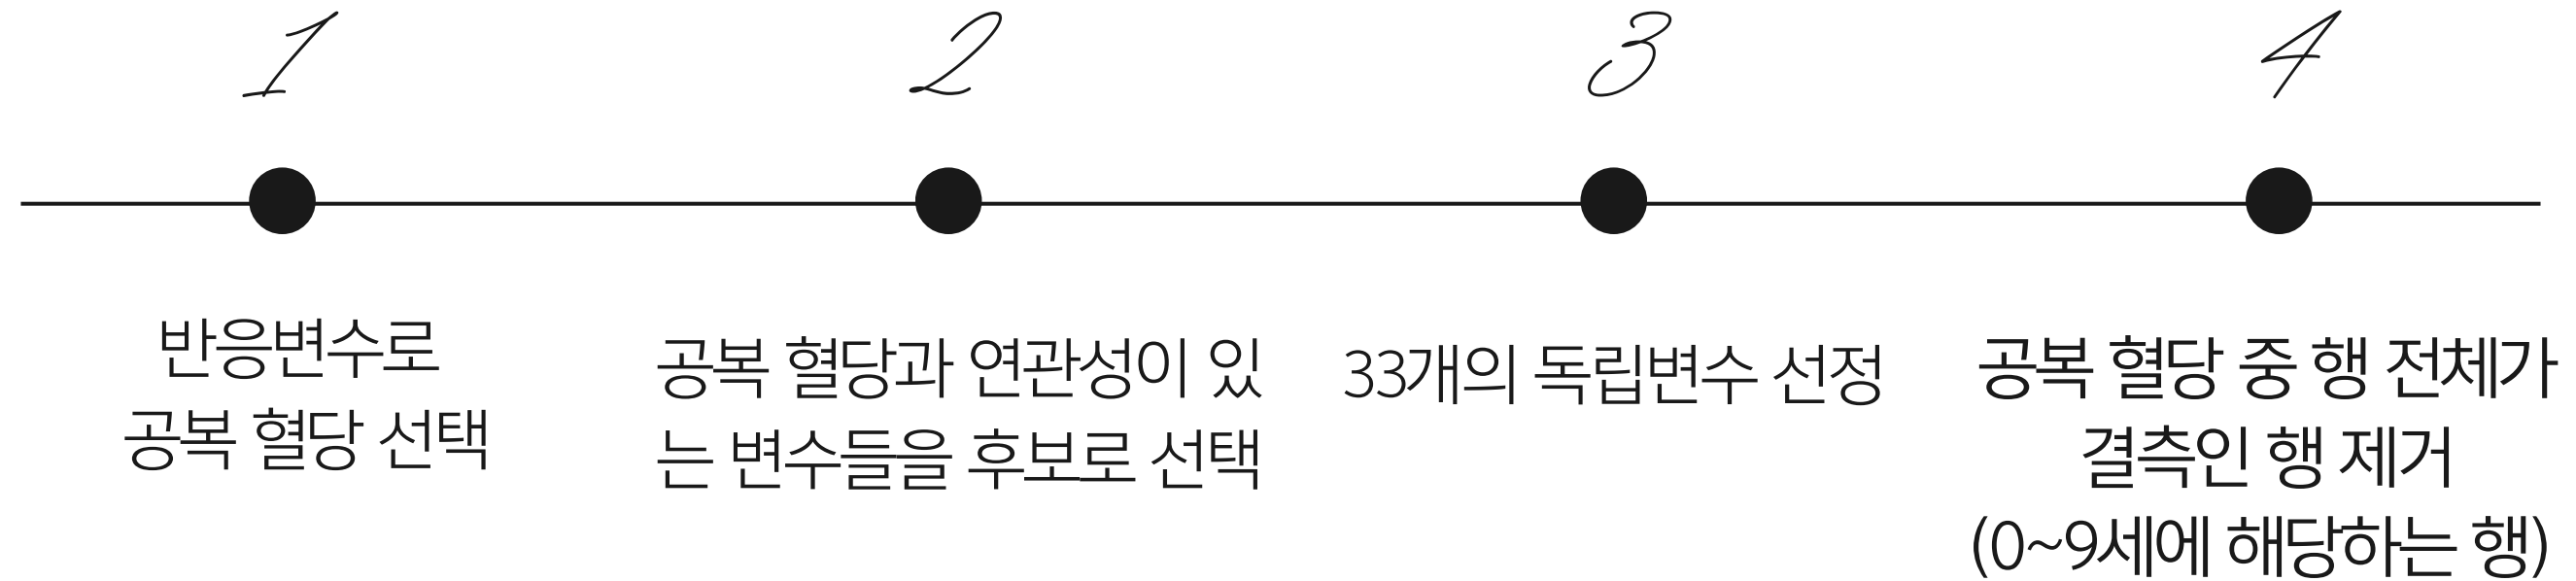 1
2
3
4
반응변수로
공복 혈당 선택
공복 혈당과 연관성이 있
는 변수들을 후보로 선택
33개의 독립변수 선정
공복 혈당 중 행 전체가
결측인 행 제거
(0~9세에 해당하는 행)